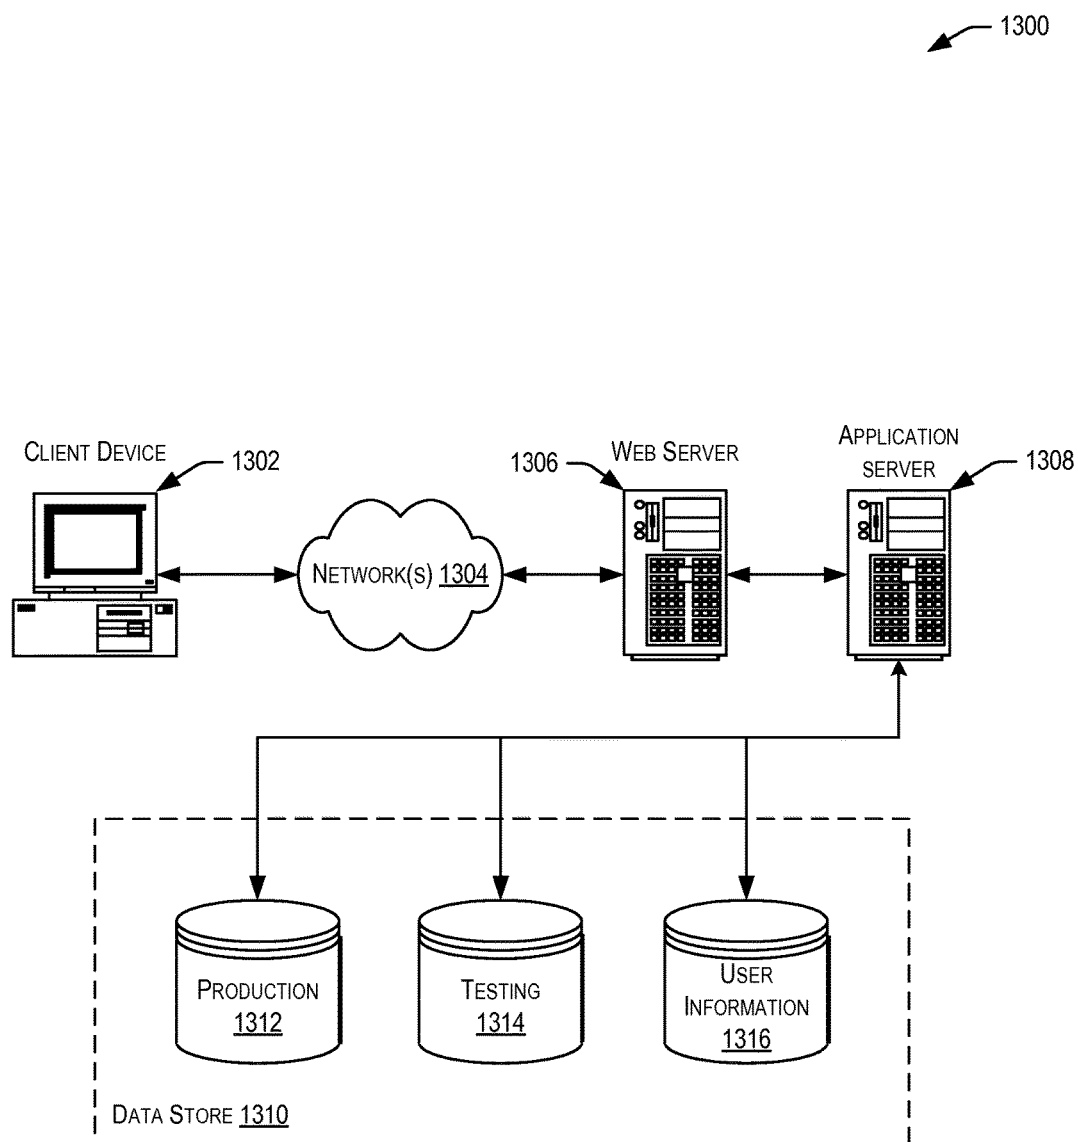 1300
CLIENT DEVICE
1302
1306
WEB SERVER
APPLICATION
SERVER
1308
NETWORK(S) 1304
PRODUCTION
1312
TESTING
1314
USER
INFORMATION
1316
DATA STORE 1310